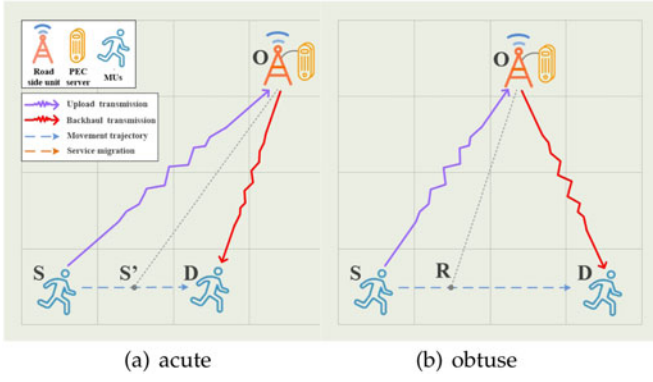 Road
side unit
PEC
server
MUs
Upload transmission
Backhaul transmission
Movement trajectory
Service migration
O
S
S'
D
O
S
R
D
(a) acute
(b) obtuse